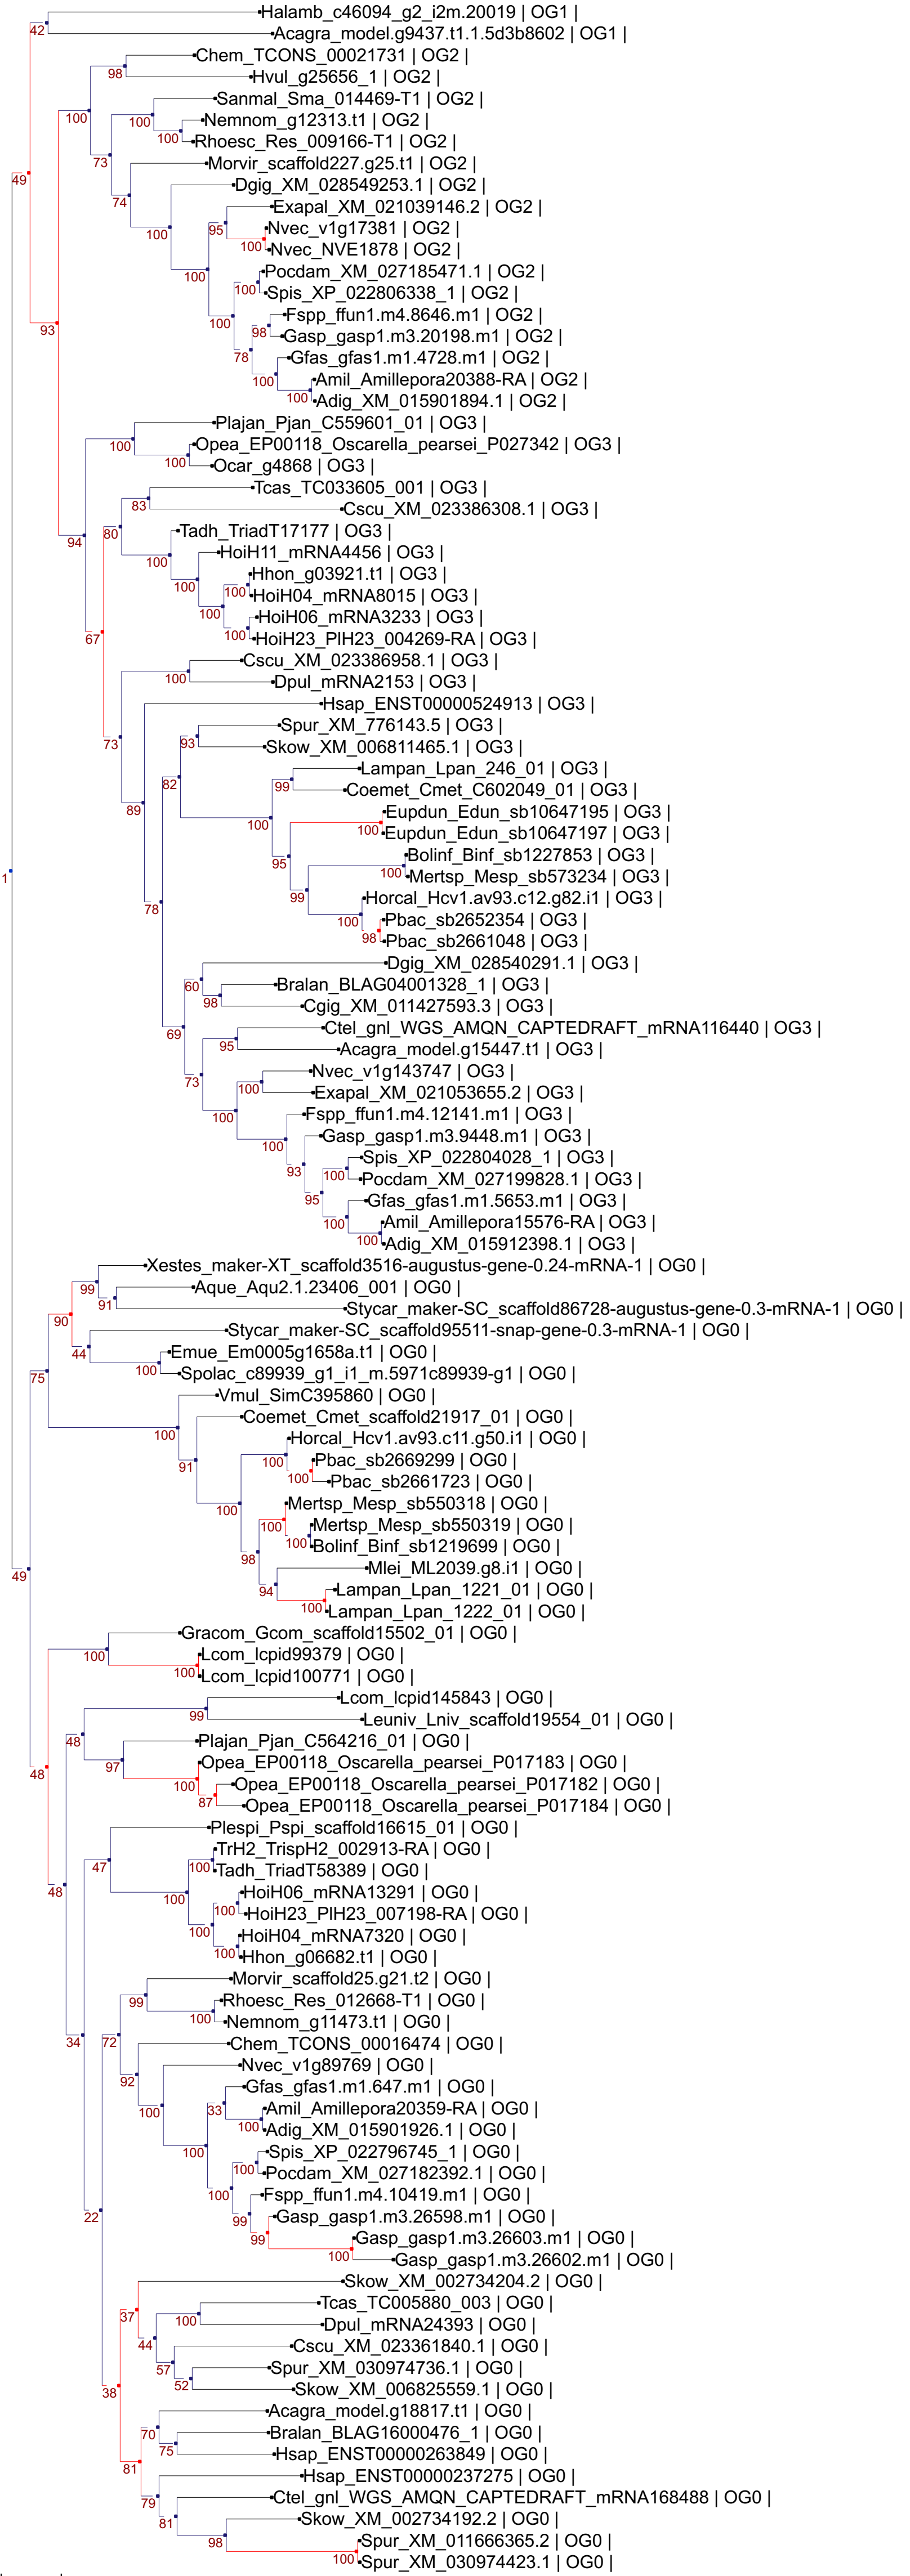 Halamb_c46094_g2_i2m.20019 | OG1 |
42
Acagra_model.g9437.t1.1.5d3b8602 | OG1 |
Chem_TCONS_00021731 | OG2 |
98
Hvul_g25656_1 | OG2 |
Sanmal_Sma_014469-T1 | OG2 |
100
100
Nemnom_g12313.t1 | OG2 |
100
Rhoesc_Res_009166-T1 | OG2 |
73
Morvir_scaffold227.g25.t1 | OG2 |
49
Dgig_XM_028549253.1 | OG2 |
74
Exapal_XM_021039146.2 | OG2 |
95
Nvec_v1g17381 | OG2 |
100
100
Nvec_NVE1878 | OG2 |
100
Pocdam_XM_027185471.1 | OG2 |
100
Spis_XP_022806338_1 | OG2 |
100
Fspp_ffun1.m4.8646.m1 | OG2 |
93
98
Gasp_gasp1.m3.20198.m1 | OG2 |
78
Gfas_gfas1.m1.4728.m1 | OG2 |
100
Amil_Amillepora20388-RA | OG2 |
100
Adig_XM_015901894.1 | OG2 |
Plajan_Pjan_C559601_01 | OG3 |
100
Opea_EP00118_Oscarella_pearsei_P027342 | OG3 |
100
Ocar_g4868 | OG3 |
Tcas_TC033605_001 | OG3 |
83
Cscu_XM_023386308.1 | OG3 |
94
80
Tadh_TriadT17177 | OG3 |
100
HoiH11_mRNA4456 | OG3 |
100
Hhon_g03921.t1 | OG3 |
100
HoiH04_mRNA8015 | OG3 |
100
HoiH06_mRNA3233 | OG3 |
100
67
HoiH23_PlH23_004269-RA | OG3 |
Cscu_XM_023386958.1 | OG3 |
100
Dpul_mRNA2153 | OG3 |
Hsap_ENST00000524913 | OG3 |
Spur_XM_776143.5 | OG3 |
73
93
Skow_XM_006811465.1 | OG3 |
Lampan_Lpan_246_01 | OG3 |
82
99
Coemet_Cmet_C602049_01 | OG3 |
89
Eupdun_Edun_sb10647195 | OG3 |
100
100
Eupdun_Edun_sb10647197 | OG3 |
Bolinf_Binf_sb1227853 | OG3 |
95
100
Mertsp_Mesp_sb573234 | OG3 |
1
99
Horcal_Hcv1.av93.c12.g82.i1 | OG3 |
78
100
Pbac_sb2652354 | OG3 |
98
Pbac_sb2661048 | OG3 |
Dgig_XM_028540291.1 | OG3 |
60
Bralan_BLAG04001328_1 | OG3 |
98
Cgig_XM_011427593.3 | OG3 |
69
Ctel_gnl_WGS_AMQN_CAPTEDRAFT_mRNA116440 | OG3 |
95
Acagra_model.g15447.t1 | OG3 |
73
Nvec_v1g143747 | OG3 |
100
Exapal_XM_021053655.2 | OG3 |
100
Fspp_ffun1.m4.12141.m1 | OG3 |
100
Gasp_gasp1.m3.9448.m1 | OG3 |
93
Spis_XP_022804028_1 | OG3 |
100
Pocdam_XM_027199828.1 | OG3 |
95
Gfas_gfas1.m1.5653.m1 | OG3 |
100
Amil_Amillepora15576-RA | OG3 |
100
Adig_XM_015912398.1 | OG3 |
Xestes_maker-XT_scaffold3516-augustus-gene-0.24-mRNA-1 | OG0 |
99
Aque_Aqu2.1.23406_001 | OG0 |
91
Stycar_maker-SC_scaffold86728-augustus-gene-0.3-mRNA-1 | OG0 |
90
Stycar_maker-SC_scaffold95511-snap-gene-0.3-mRNA-1 | OG0 |
44
Emue_Em0005g1658a.t1 | OG0 |
100
Spolac_c89939_g1_i1_m.5971c89939-g1 | OG0 |
75
Vmul_SimC395860 | OG0 |
100
Coemet_Cmet_scaffold21917_01 | OG0 |
Horcal_Hcv1.av93.c11.g50.i1 | OG0 |
91
100
Pbac_sb2669299 | OG0 |
100
Pbac_sb2661723 | OG0 |
100
Mertsp_Mesp_sb550318 | OG0 |
100
Mertsp_Mesp_sb550319 | OG0 |
100
Bolinf_Binf_sb1219699 | OG0 |
98
Mlei_ML2039.g8.i1 | OG0 |
49
94
Lampan_Lpan_1221_01 | OG0 |
100
Lampan_Lpan_1222_01 | OG0 |
Gracom_Gcom_scaffold15502_01 | OG0 |
100
Lcom_lcpid99379 | OG0 |
100
Lcom_lcpid100771 | OG0 |
Lcom_lcpid145843 | OG0 |
99
Leuniv_Lniv_scaffold19554_01 | OG0 |
48
Plajan_Pjan_C564216_01 | OG0 |
97
Opea_EP00118_Oscarella_pearsei_P017183 | OG0 |
48
100
Opea_EP00118_Oscarella_pearsei_P017182 | OG0 |
87
Opea_EP00118_Oscarella_pearsei_P017184 | OG0 |
Plespi_Pspi_scaffold16615_01 | OG0 |
TrH2_TrispH2_002913-RA | OG0 |
47
100
Tadh_TriadT58389 | OG0 |
48
100
HoiH06_mRNA13291 | OG0 |
100
HoiH23_PlH23_007198-RA | OG0 |
100
HoiH04_mRNA7320 | OG0 |
100
Hhon_g06682.t1 | OG0 |
Morvir_scaffold25.g21.t2 | OG0 |
99
Rhoesc_Res_012668-T1 | OG0 |
100
Nemnom_g11473.t1 | OG0 |
34
72
Chem_TCONS_00016474 | OG0 |
92
Nvec_v1g89769 | OG0 |
Gfas_gfas1.m1.647.m1 | OG0 |
100
33
Amil_Amillepora20359-RA | OG0 |
100
Adig_XM_015901926.1 | OG0 |
100
Spis_XP_022796745_1 | OG0 |
100
Pocdam_XM_027182392.1 | OG0 |
100
Fspp_ffun1.m4.10419.m1 | OG0 |
22
99
Gasp_gasp1.m3.26598.m1 | OG0 |
99
Gasp_gasp1.m3.26603.m1 | OG0 |
100
Gasp_gasp1.m3.26602.m1 | OG0 |
Skow_XM_002734204.2 | OG0 |
Tcas_TC005880_003 | OG0 |
37
100
Dpul_mRNA24393 | OG0 |
44
Cscu_XM_023361840.1 | OG0 |
57
Spur_XM_030974736.1 | OG0 |
52
38
Skow_XM_006825559.1 | OG0 |
Acagra_model.g18817.t1 | OG0 |
70
Bralan_BLAG16000476_1 | OG0 |
75
Hsap_ENST00000263849 | OG0 |
81
Hsap_ENST00000237275 | OG0 |
79
Ctel_gnl_WGS_AMQN_CAPTEDRAFT_mRNA168488 | OG0 |
81
Skow_XM_002734192.2 | OG0 |
98
Spur_XM_011666365.2 | OG0 |
100
Spur_XM_030974423.1 | OG0 |